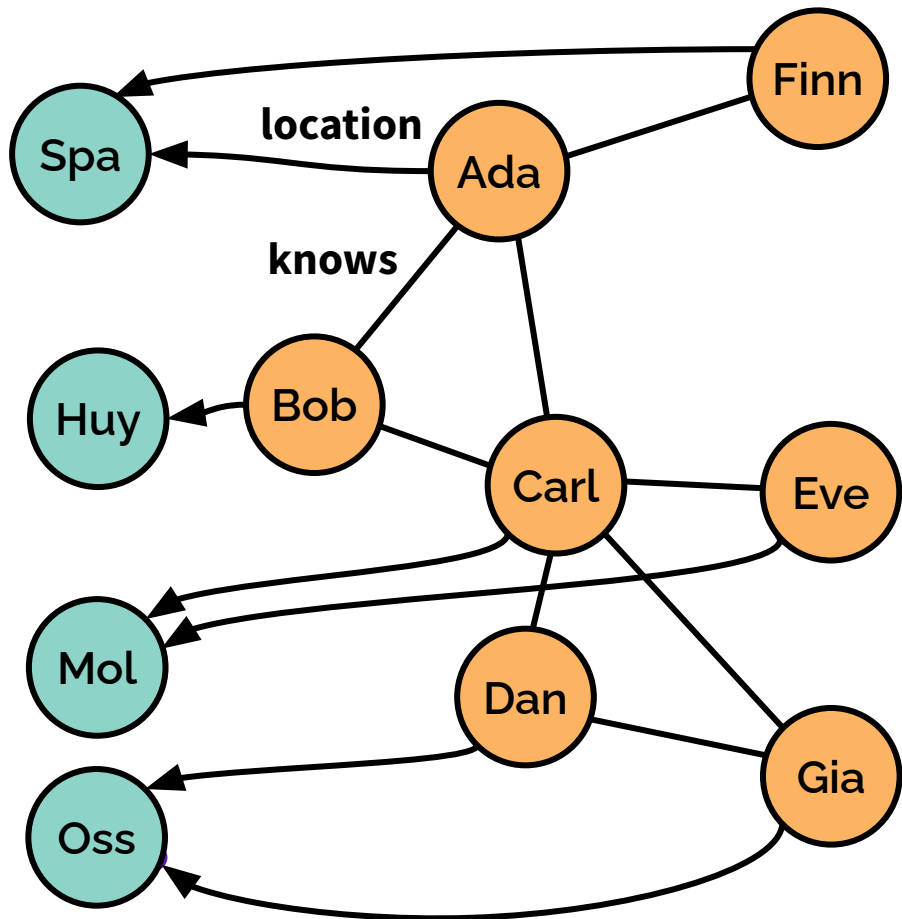 Finn
location
Spa
Ada
knows
Bob
Huy
Carl
Eve
Mol
Dan
Gia
Oss